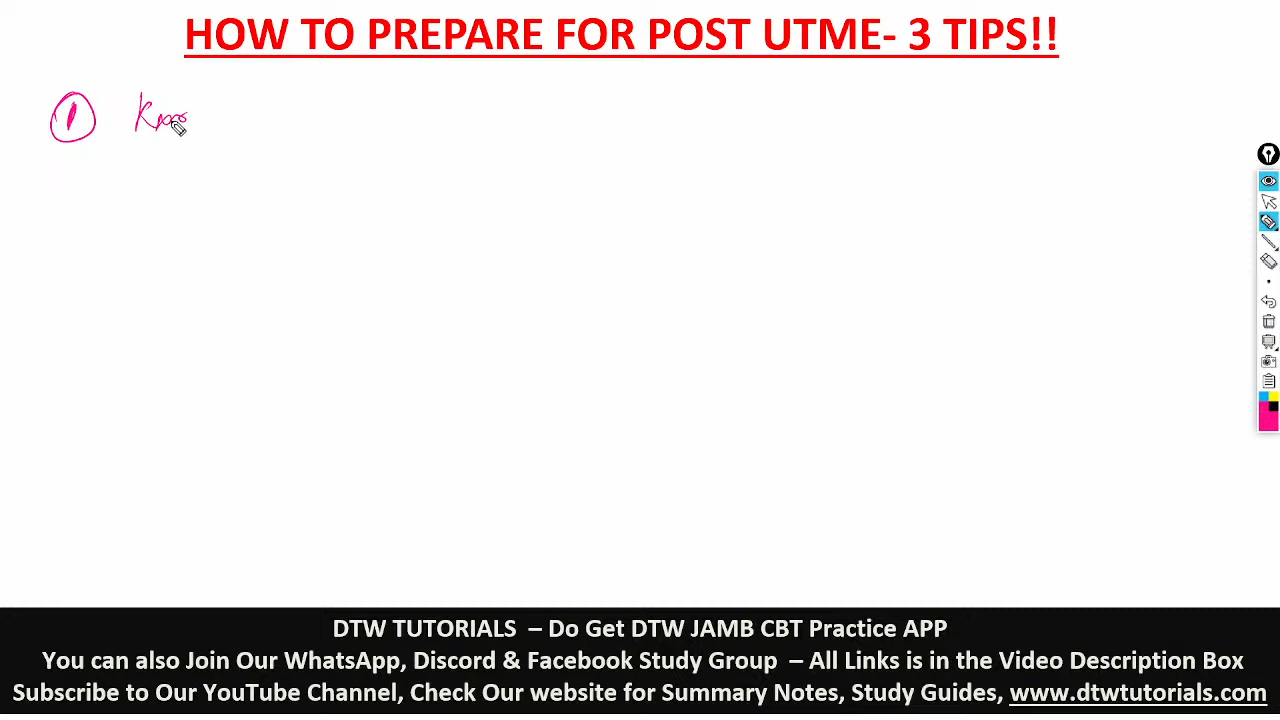 HOW TO PREPARE FOR POST UTME- 3 TIPS!!
1
DTW TUTORIALS – Do Get DTW JAMB CBT Practice APP
You can also Join Our WhatsApp, Discord & Facebook Study Group – All Links is in the Video Description Box
Subscribe to Our YouTube Channel, Check Our website for Summary Notes, Study Guides, www.dtwtutorials.com